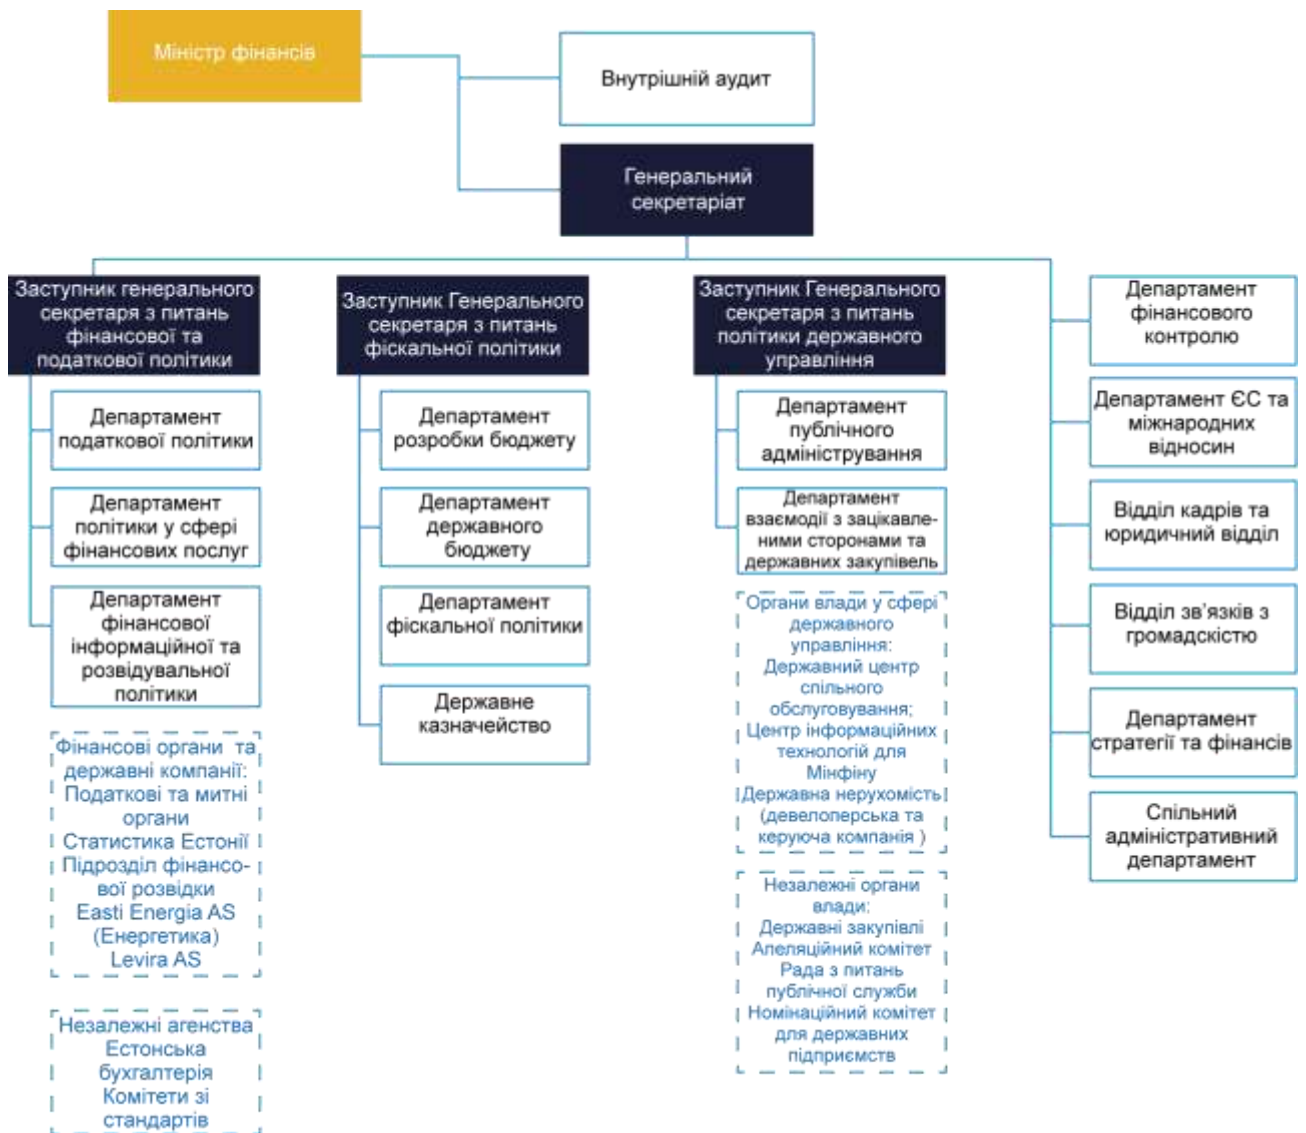 Міністр фінансів
Внутрішній аудит
Генеральний
секретаріат
Заступник генерального
секретаря з питань
фінансової та
податкової політики
Департамент
податкової політики
Департамент
політики у сфері
фінансових послуг
Департамент
фінансової
інформаційної та
розвідувальної
політики
Фінансові органи та
державні компанії:
Податкові та митні
органи
Статистика Естонії
Підрозділ фінансо-
вої розвідки
Easti Energia AS
(Енергетика)
Levira AS
Незалежні агенства
Естонська
бухгалтерія
Комітети зі
стандартів
Заступник Генерального
секретаря з питань
фіскальної політики
Департамент
розробки бюджету
Департамент
державного
бюджету
Департамент
фіскальної політики
Державне
казначейство
Заступник Генерального
секретаря з питань
політики державного
управління
Департамент
публічного
адміністрування
Департамент
взаємодії з зацікавле-
ними сторонами та
державних закупівель
Органи влади у сфері
державного
управління:
Державний центр
спільного
обслуговування;
Центр інформаційних
технологій для
Мінфіну
Державна нерухомість
(девелоперська та
керуюча компанія )
Незалежні органи
влади:
Державні закупівлі
Апеляційний комітет
Рада з питань
публічної служби
Номінаційний комітет
для державних
підприємств
Департамент
фінансового
контролю
Департамент ЄС та
міжнародних
відносин
Відділ кадрів та
юридичний відділ
Відділ зв’язків з
громадскістю
Департамент
стратегії та фінансів
Спільний
адміністративний
департамент